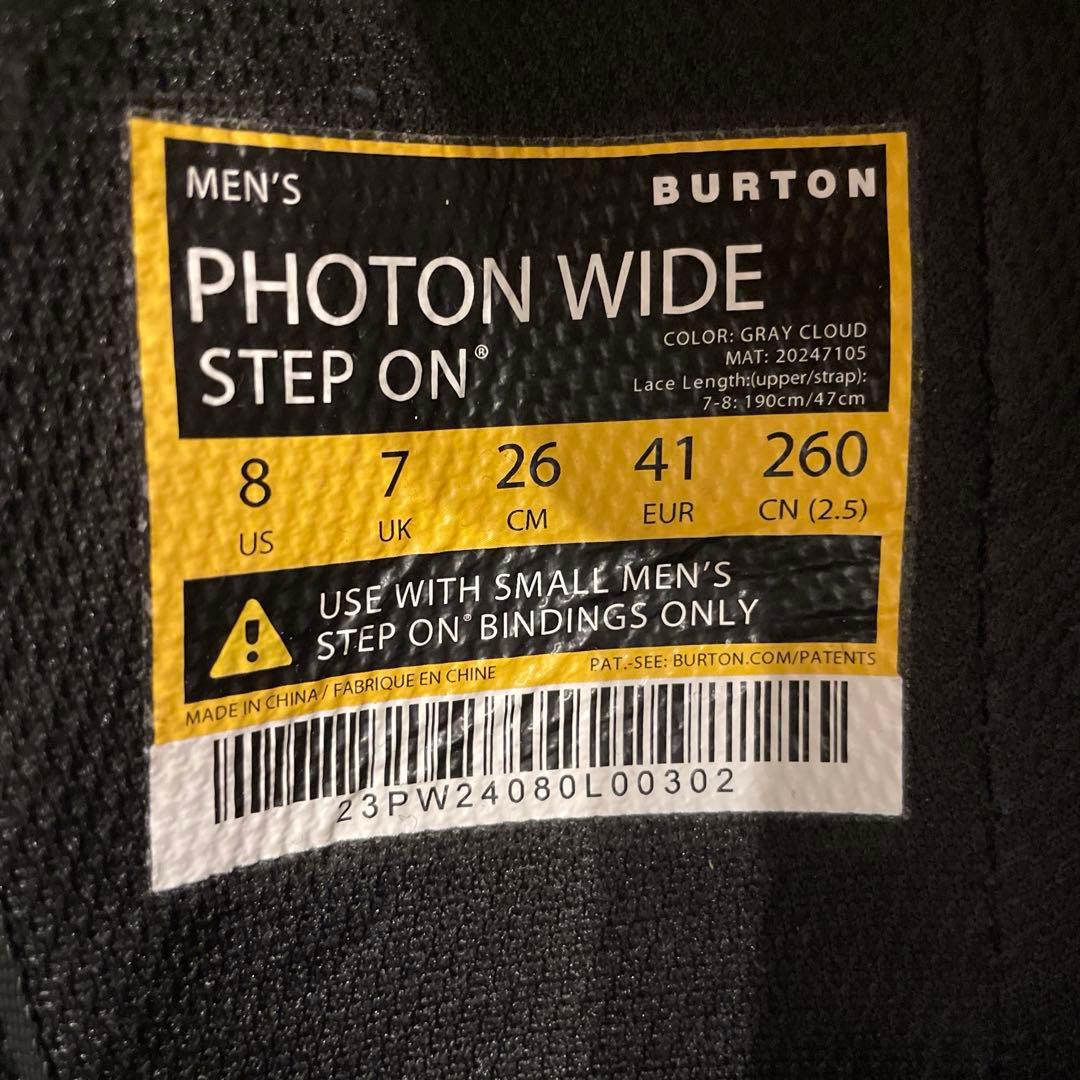 MEN'S
BURTON
PHOTON WIDE
STEP ON®
COLOR: GRAY CLOUD
MAT: 20247105
Lace Length:(upper/strap):
7-8: 190cm/47cm
8 7 26 41 260
US UK CM EUR CN (2.5)
USE WITH SMALL MEN'S
STEP ON® BINDINGS ONLY
MADE IN CHINA / FABRIQUE EN CHINE
PAT.-SEE: BURTON.COM/PATENTS
23PW24080L00302